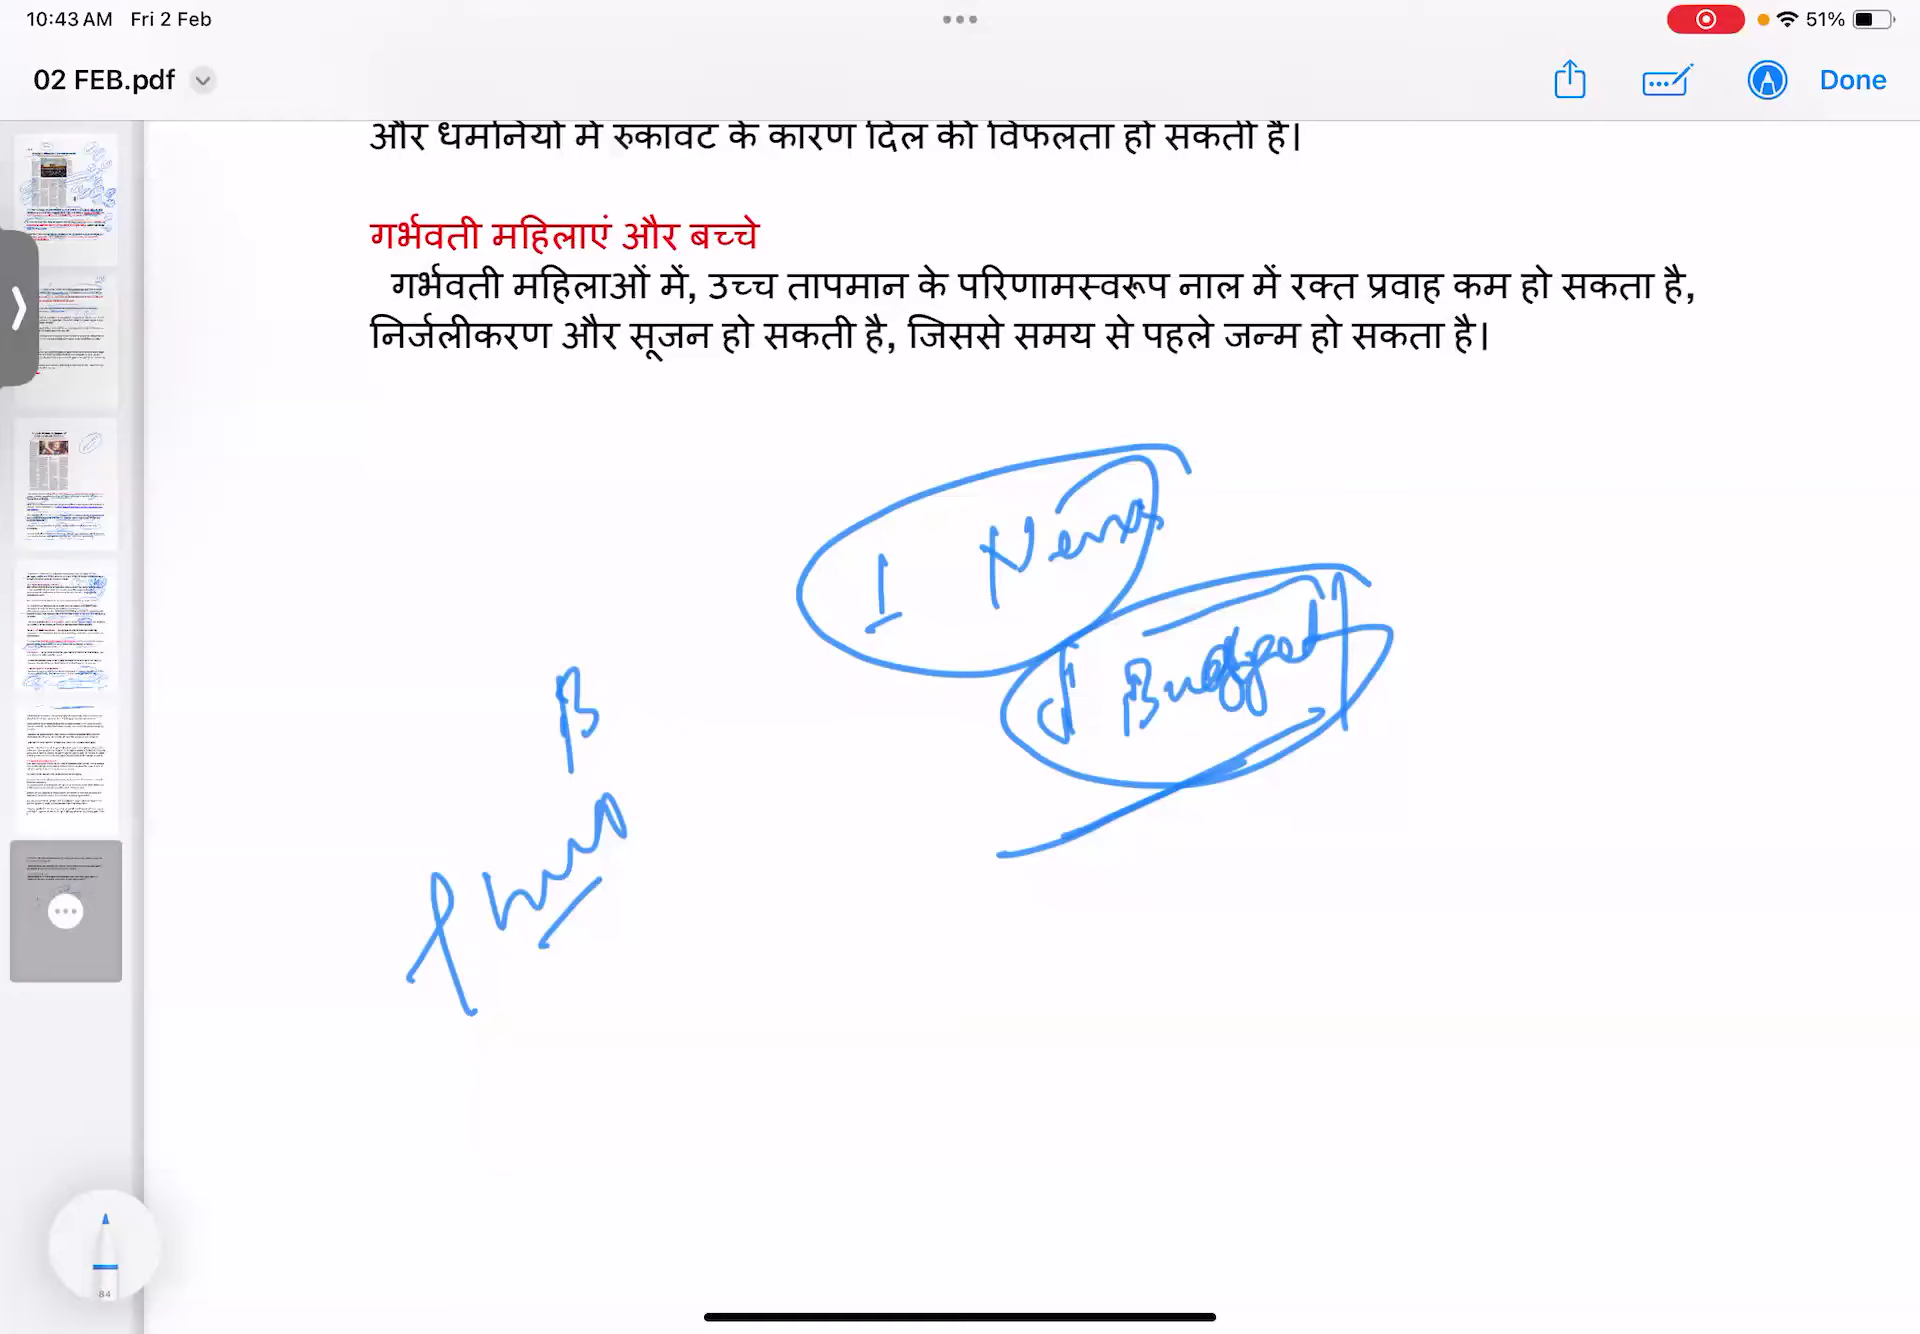 10:43 AM Fri 2 Feb
51%
02 FEB.pdf
Done
और धमनियों में रुकावट के कारण दिल की विफलता हो सकती है।
गर्भवती महिलाएं और बच्चे
गर्भवती महिलाओं में, उच्च तापमान के परिणामस्वरूप नाल में रक्त प्रवाह कम हो सकता है,
निर्जलीकरण और सूजन हो सकती है, जिससे समय से पहले जन्म हो सकता है।
I News
B
84